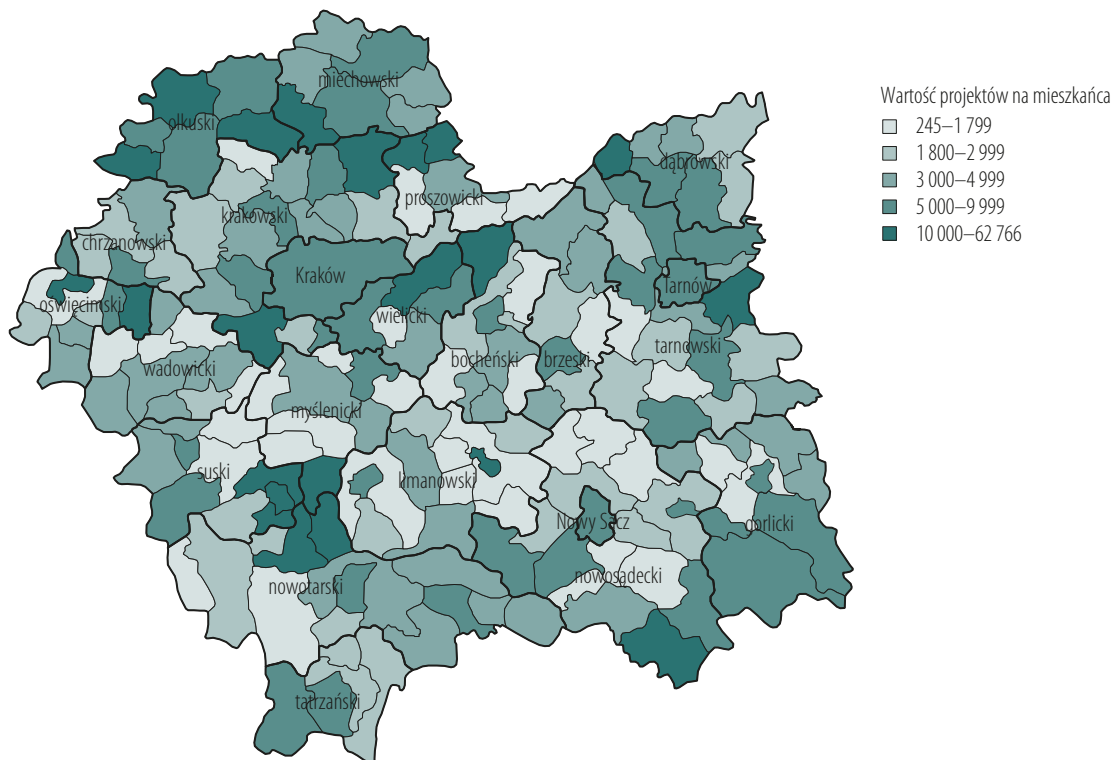 miechowski
olkuski
Wartość projektów na mieszkańca
245–1 799
1 800–2 999
3 000–4 999
5 000–9 999
10 000–62 766
dąbrowski
proszowicki
krakowski
chrzanowski
Kraków
Tarnów
oświęcimski
wielicki
tarnowski
bocheński
brzeski
wadowicki
myślenicki
suski
limanowski
Nowy Sącz
gorlicki
nowosądecki
nowotarski
tatrzański